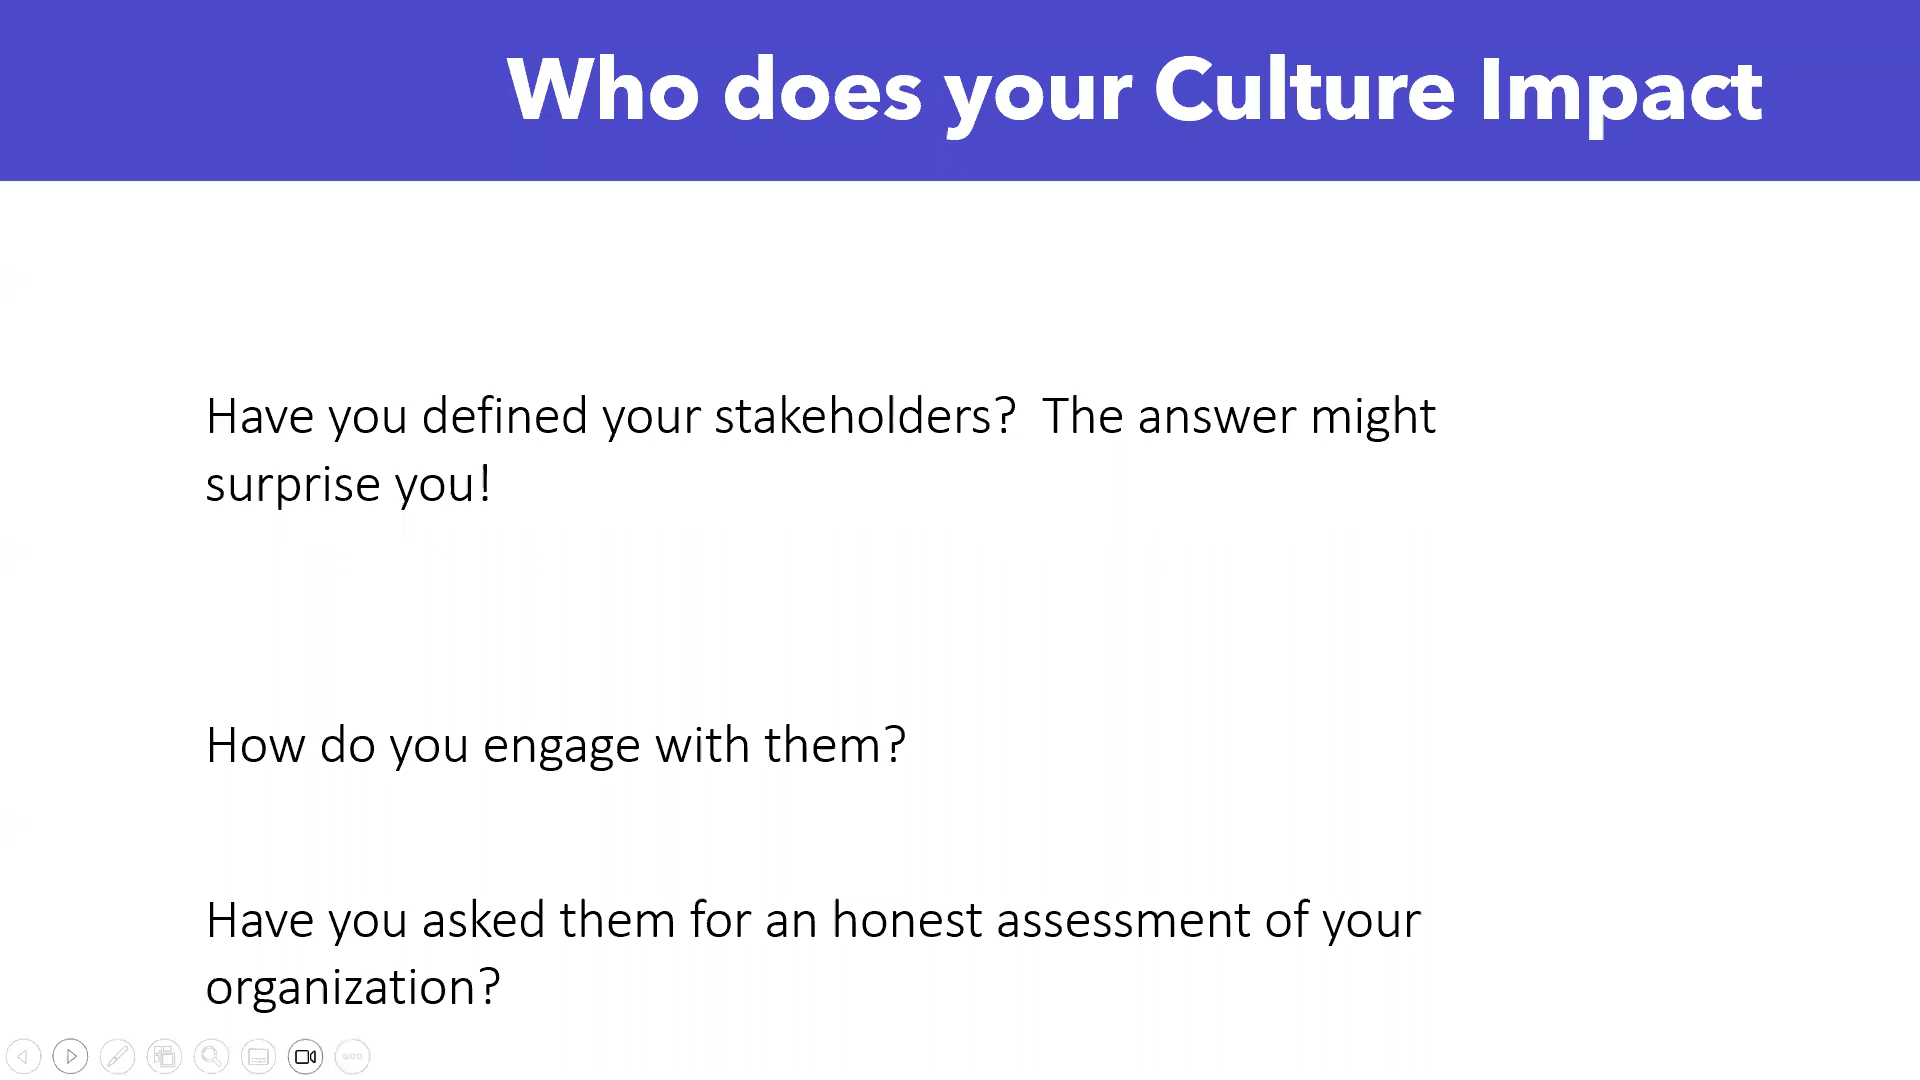 Who does your Culture Impact
Have you defined your stakeholders?  The answer might
surprise you!
How do you engage with them?
Have you asked them for an honest assessment of your
organization?